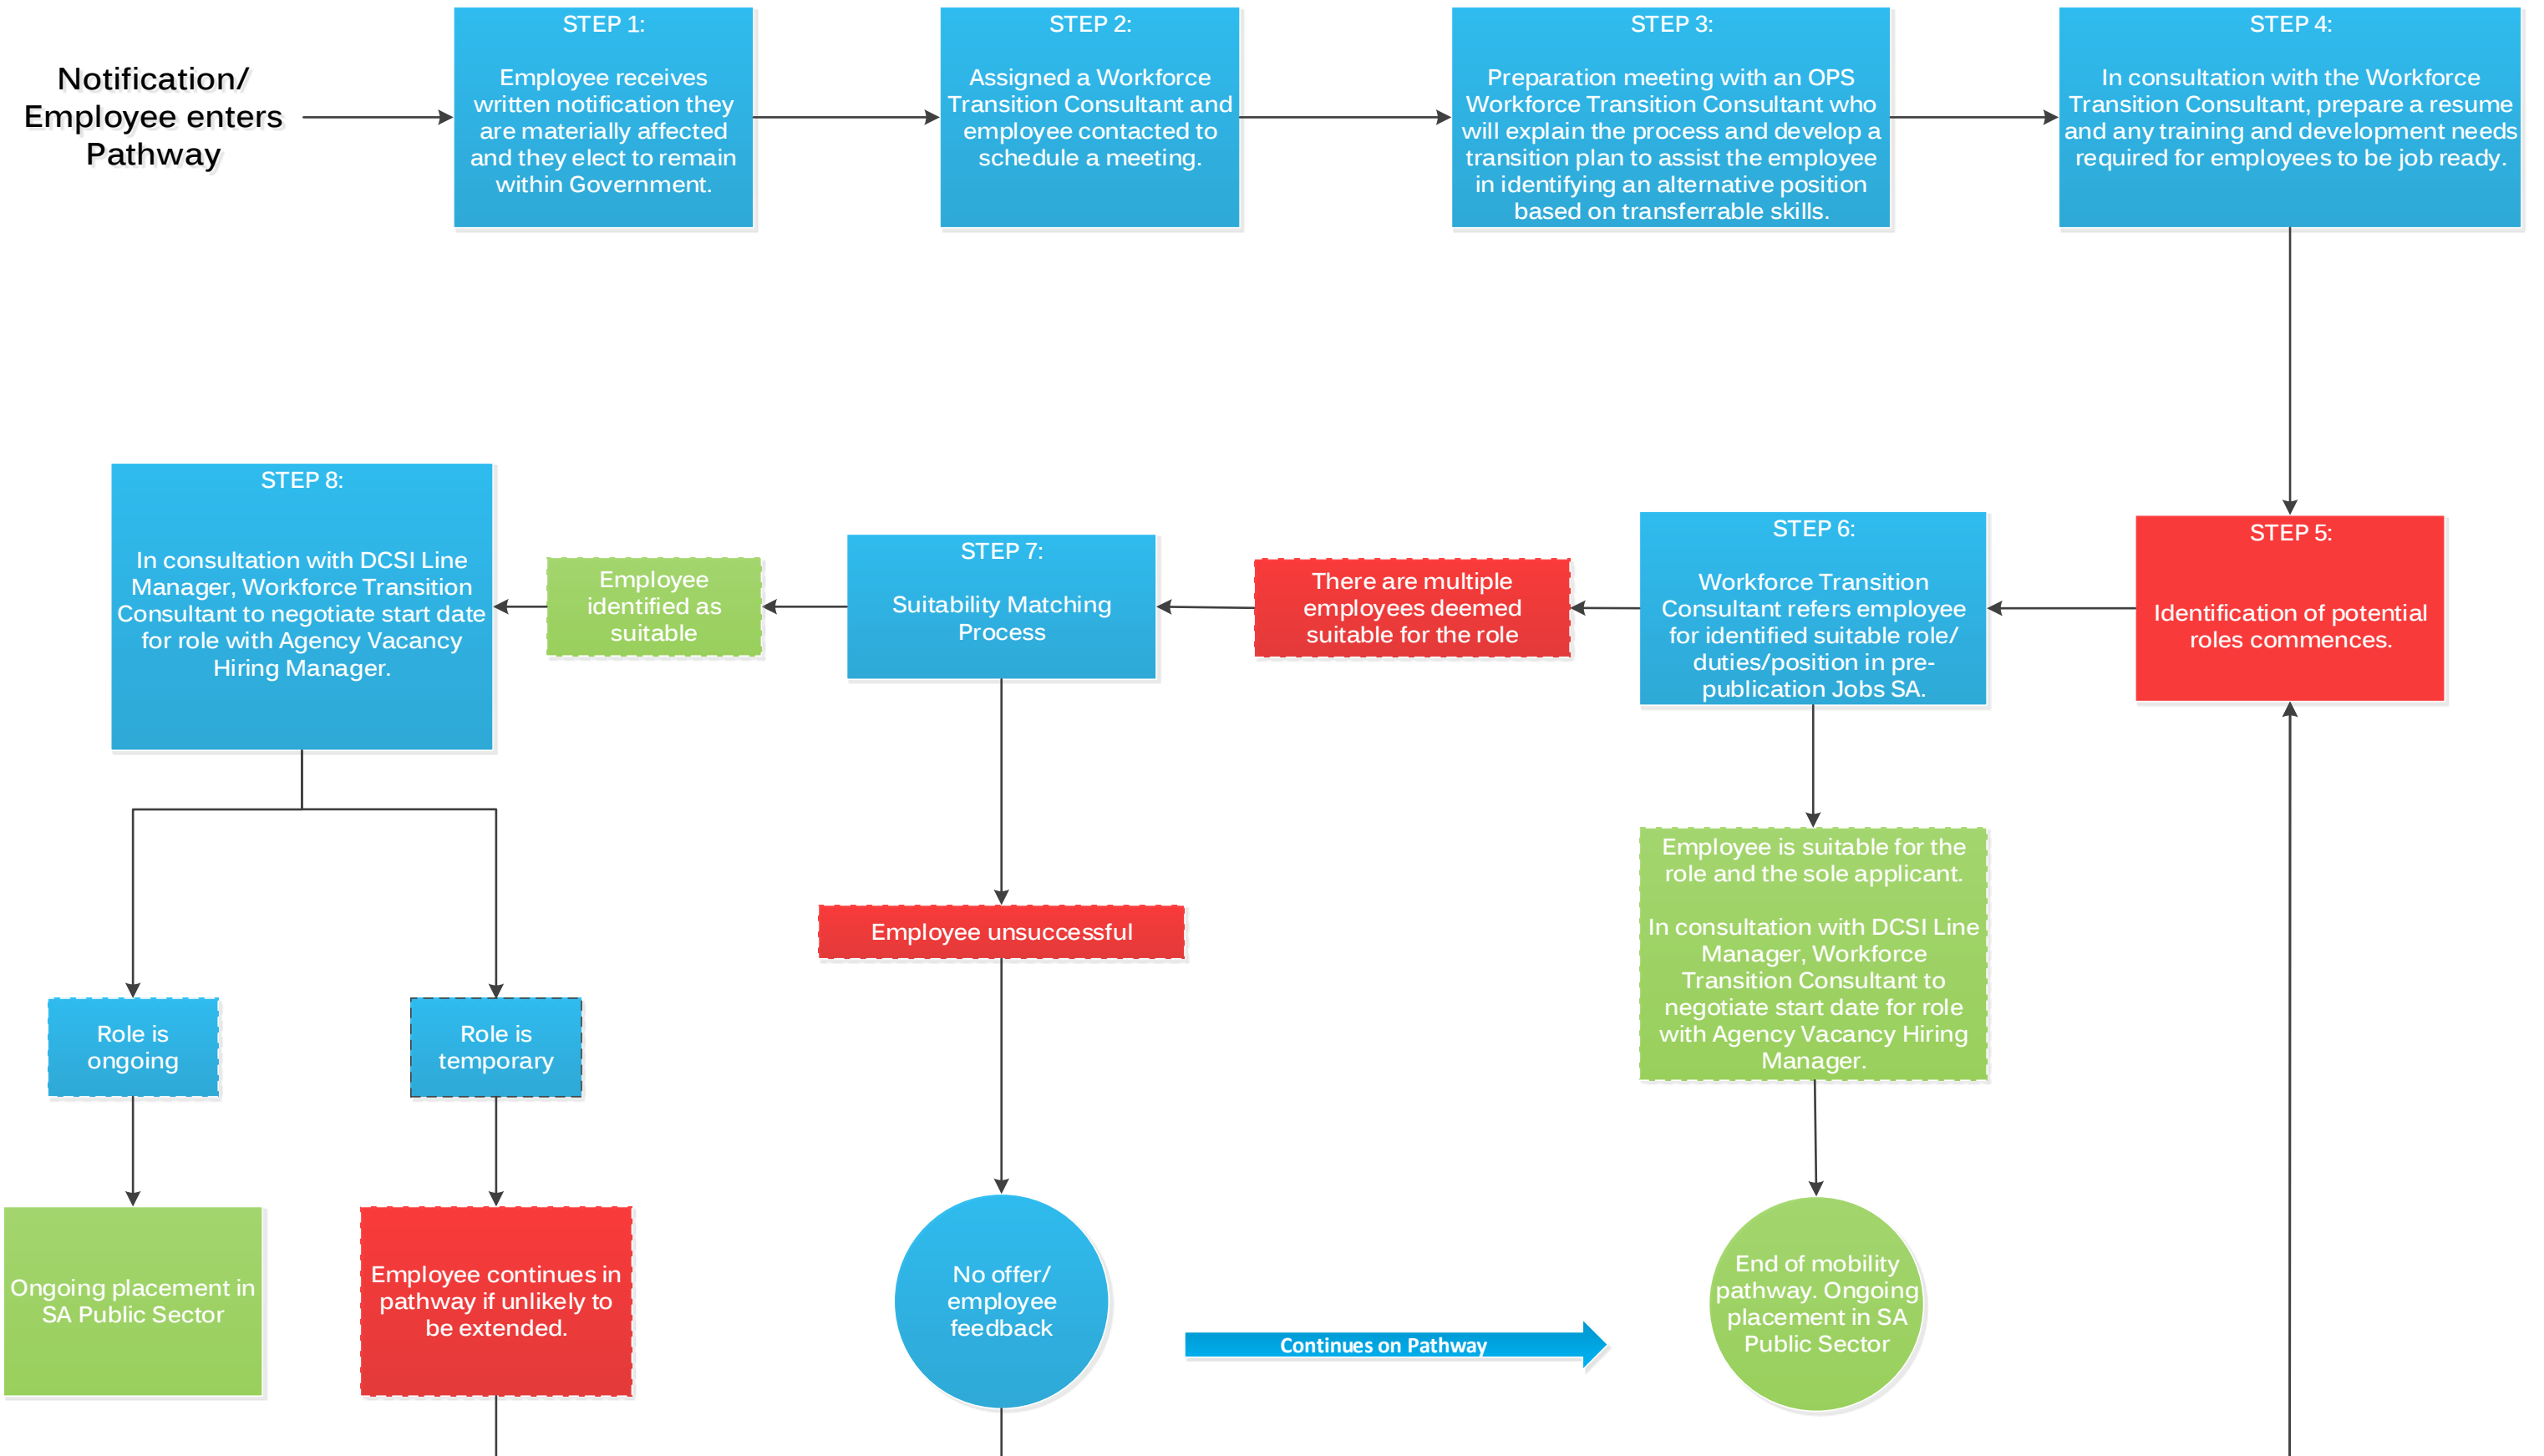 Notification/
Employee enters
Pathway
STEP 1:
Employee receives
written notification they
are materially affected
and they elect to remain
within Government.
STEP 2:
Assigned a Workforce
Transition Consultant and
employee contacted to
schedule a meeting.
STEP 3:
Preparation meeting with an OPS
Workforce Transition Consultant who
will explain the process and develop a
transition plan to assist the employee
in identifying an alternative position
based on transferrable skills.
STEP 4:
In consultation with the Workforce
Transition Consultant, prepare a resume
and any training and development needs
required for employees to be job ready.
STEP 5:
Identification of potential
roles commences.
STEP 6:
Workforce Transition
Consultant refers employee
for identified suitable role/
duties/position in pre-
publication Jobs SA.
There are multiple
employees deemed
suitable for the role
STEP 7:
Suitability Matching
Process
Employee
identified as
suitable
STEP 8:
In consultation with DCSI Line
Manager, Workforce Transition
Consultant to negotiate start date
for role with Agency Vacancy
Hiring Manager.
Employee is suitable for the
role and the sole applicant.
In consultation with DCSI Line
Manager, Workforce
Transition Consultant to
negotiate start date for role
with Agency Vacancy Hiring
Manager.
Employee unsuccessful
Role is
ongoing
Role is
temporary
Ongoing placement in
SA Public Sector
Employee continues in
pathway if unlikely to
be extended.
No offer/
employee
feedback
Continues on Pathway
End of mobility
pathway. Ongoing
placement in SA
Public Sector